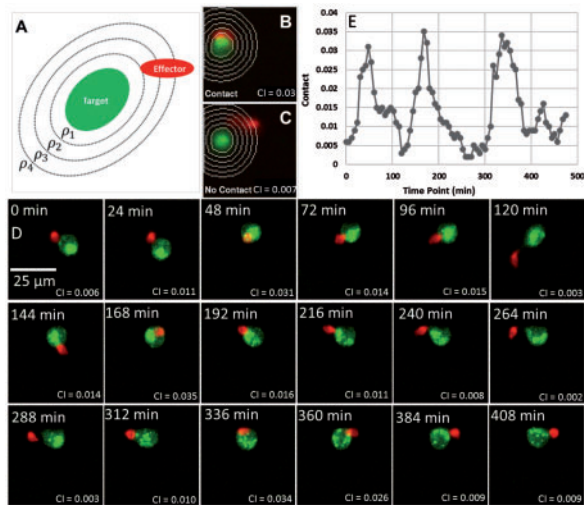 A
Effector
Target
ρ1
ρ2
ρ3
ρ4
B
Contact
CI = 0.03
C
No Contact
CI = 0.007
E
0.04
0.035
0.03
0.025
0.02
0.015
0.01
0.005
0
Contact
0
100
200
300
400
500
Time Point (min)
D
0 min
25 µm
CI = 0.006
24 min
CI = 0.011
48 min
CI = 0.031
72 min
CI = 0.014
96 min
CI = 0.015
120 min
CI = 0.003
144 min
CI = 0.014
168 min
CI = 0.035
192 min
CI = 0.016
216 min
CI = 0.011
240 min
CI = 0.008
264 min
CI = 0.002
288 min
CI = 0.003
312 min
CI = 0.010
336 min
CI = 0.034
360 min
CI = 0.026
384 min
CI = 0.009
408 min
CI = 0.009